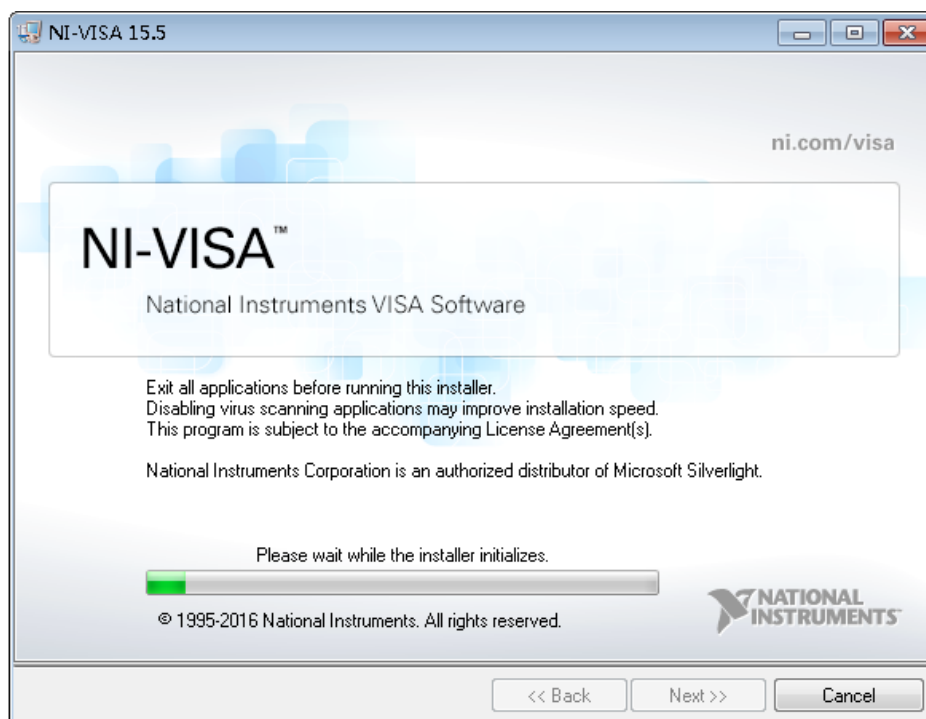 NI-VISA 15.5
ni.com/visa
NI-VISA™
National Instruments VISA Software
Exit all applications before running this installer.
Disabling virus scanning applications may improve installation speed.
This program is subject to the accompanying License Agreement(s).
National Instruments Corporation is an authorized distributor of Microsoft Silverlight.
Please wait while the installer initializes.
© 1995-2016 National Instruments. All rights reserved.
NATIONAL
INSTRUMENTS™
<< Back Next >> Cancel